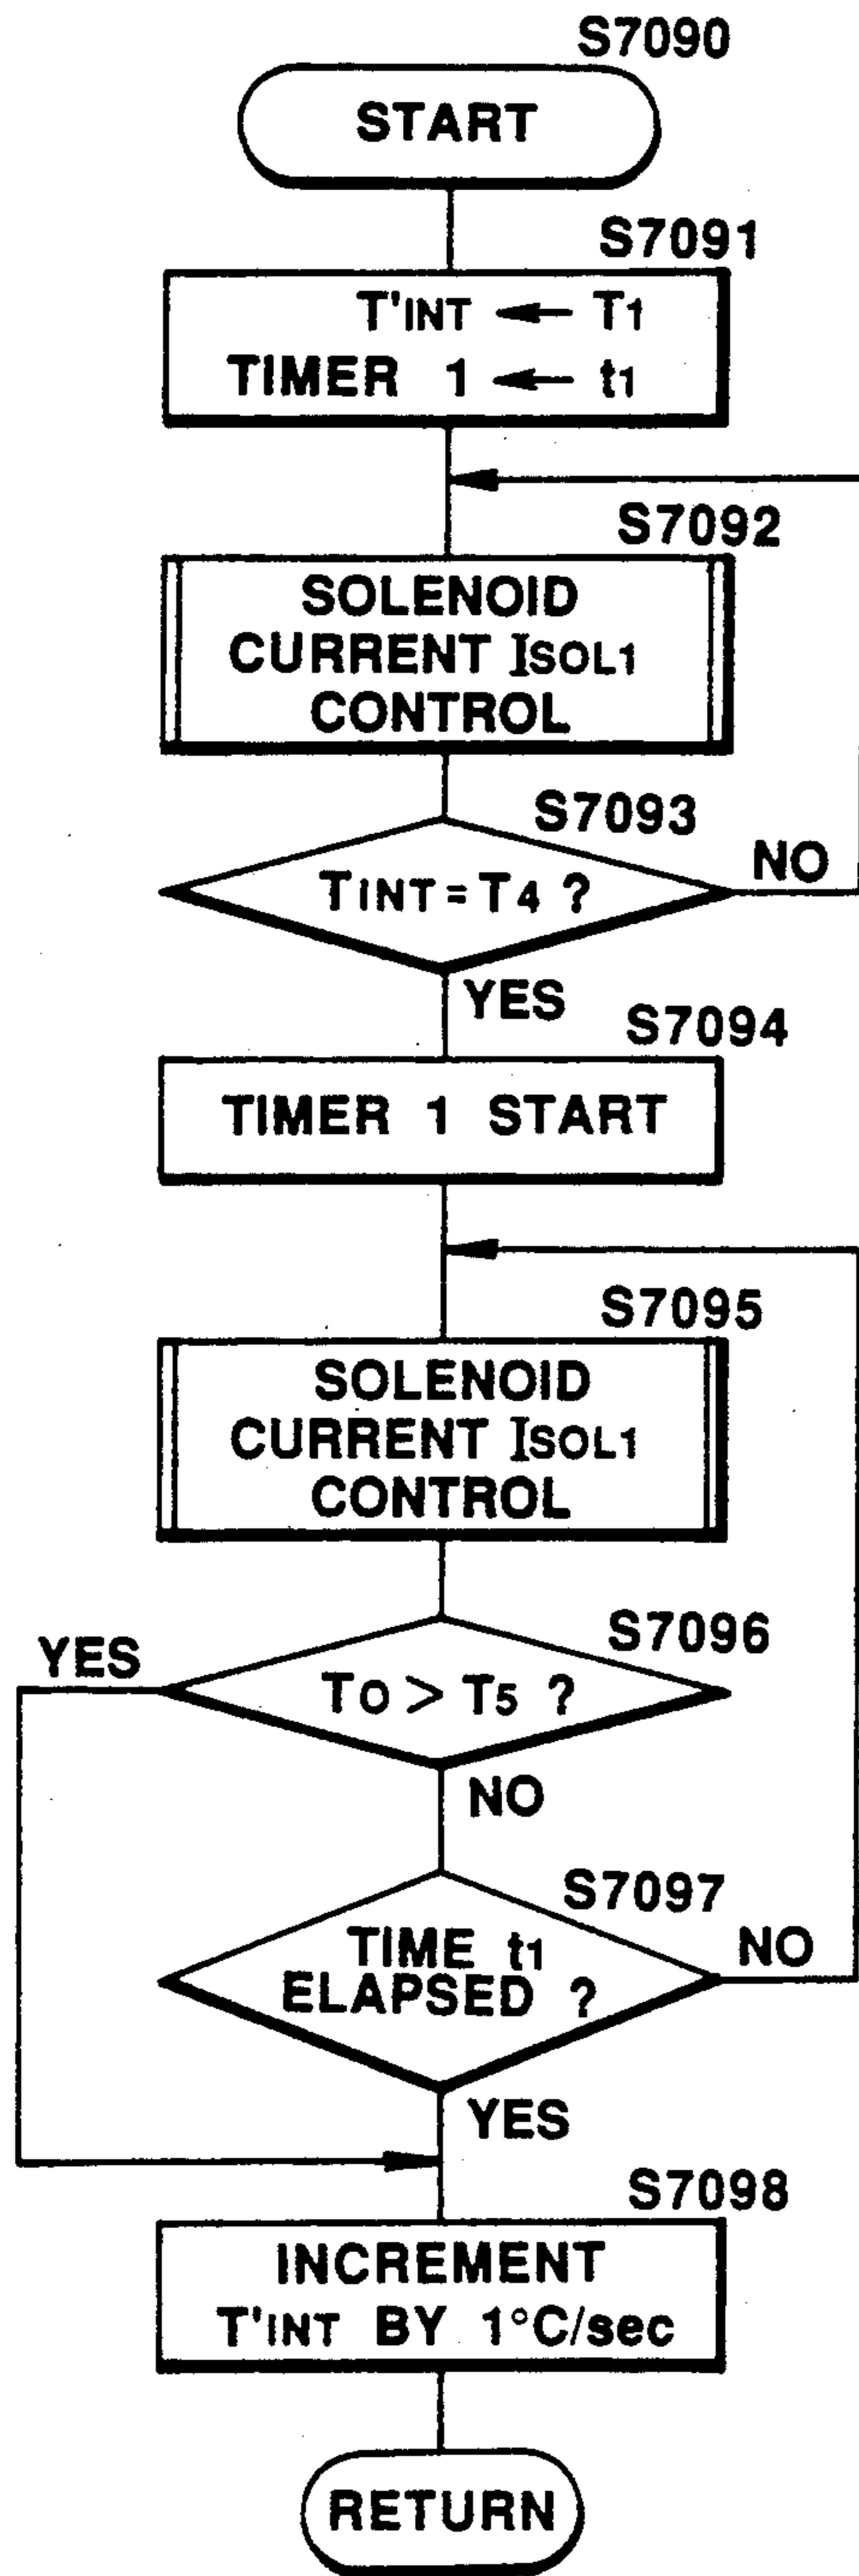 S7090
START
S7091
T'INT ← T1
TIMER 1 ← t1
S7092
SOLENOID
CURRENT ISOL1
CONTROL
S7093
TINT = T4 ?
NO
YES
S7094
TIMER 1 START
S7095
SOLENOID
CURRENT ISOL1
CONTROL
S7096
YES
TO > T5 ?
NO
S7097
TIME t1
ELAPSED ?
NO
YES
S7098
INCREMENT
T'INT BY 1°C/sec
RETURN